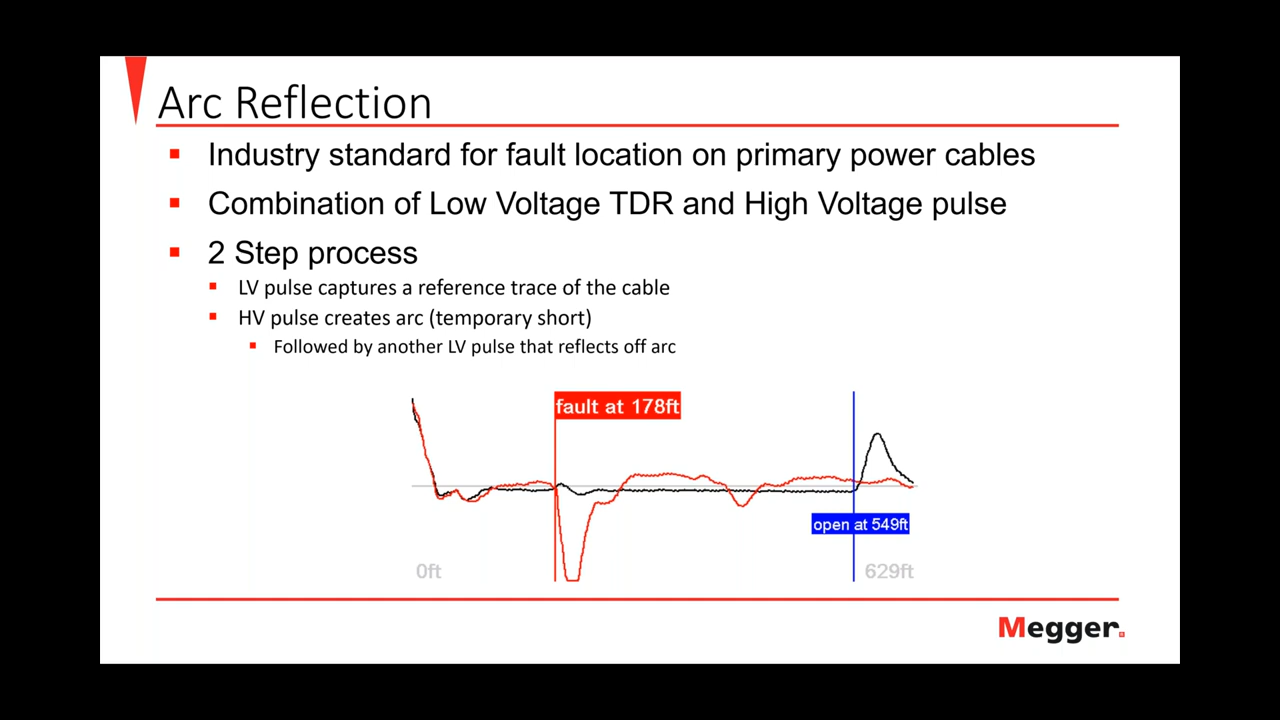 Arc Reflection
Industry standard for fault location on primary power cables
Combination of Low Voltage TDR and High Voltage pulse
2 Step process
LV pulse captures a reference trace of the cable
HV pulse creates arc (temporary short)
Followed by another LV pulse that reflects off arc
fault at 178ft
open at 549ft
0ft
629ft
Megger.